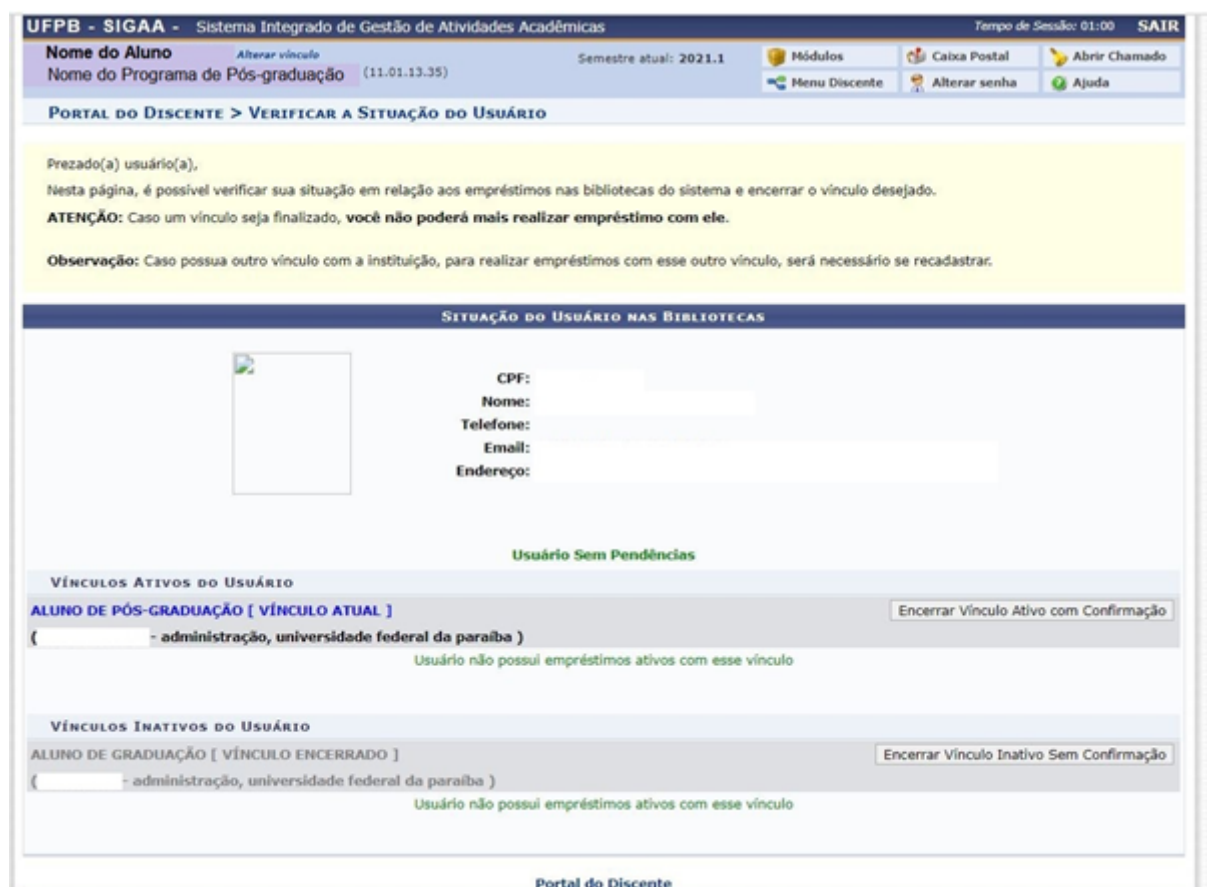 UFPB - SIGAA - Sistema Integrado de Gestão de Atividades Acadêmicas Tempo de Sessão: 01:00 SAIR
Nome do Aluno Alterar vínculo Semestre atual: 2021.1 Módulos Caixa Postal Abrir Chamado
Nome do Programa de Pós-graduação (11.01.13.35) Menu Discente Alterar senha Ajuda
Portal do Discente > Verificar a Situação do Usuário
Prezado(a) usuário(a),
Nesta página, é possível verificar sua situação em relação aos empréstimos nas bibliotecas do sistema e encerrar o vínculo desejado.
ATENÇÃO: Caso um vínculo seja finalizado, você não poderá mais realizar empréstimo com ele.
Observação: Caso possua outro vínculo com a instituição, para realizar empréstimos com esse outro vínculo, será necessário se recadastrar.
Situação do Usuário nas Bibliotecas
CPF:
Nome:
Telefone:
Email:
Endereço:
Usuário Sem Pendências
Vínculos Ativos do Usuário
ALUNO DE PÓS-GRADUAÇÃO [ VÍNCULO ATUAL ] Encerrar Vínculo Ativo com Confirmação
( - administração, universidade federal da paraíba )
Usuário não possui empréstimos ativos com esse vínculo
Vínculos Inativos do Usuário
ALUNO DE GRADUAÇÃO [ VÍNCULO ENCERRADO ] Encerrar Vínculo Inativo Sem Confirmação
( - administração, universidade federal da paraíba )
Usuário não possui empréstimos ativos com esse vínculo
Portal do Discente